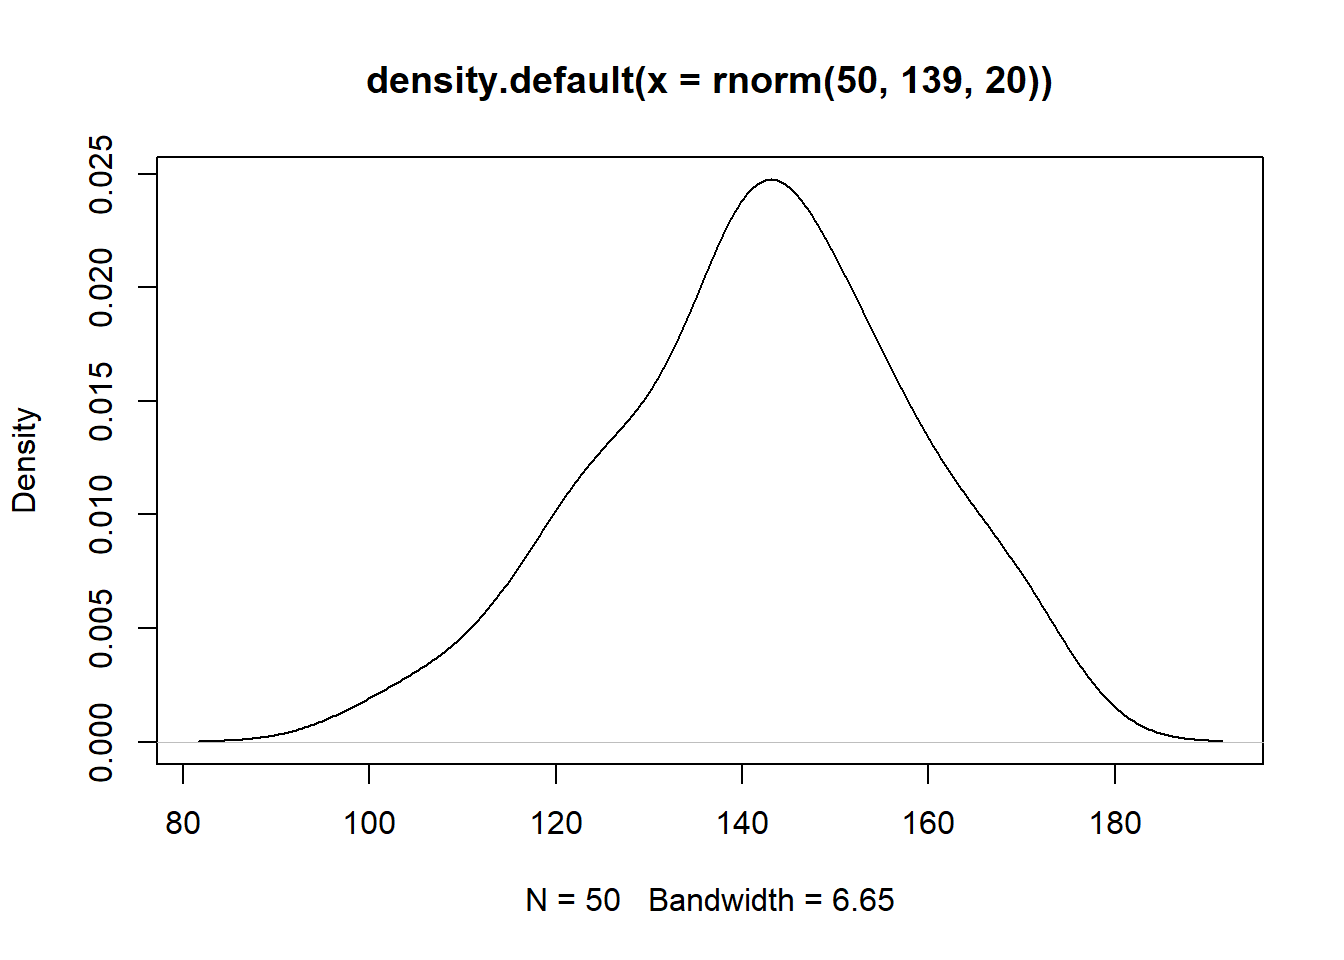 density.default(x = rnorm(50, 139, 20))
Density
0.025
0.020
0.015
0.010
0.005
0.000
80 100 120 140 160 180
N = 50 Bandwidth = 6.65